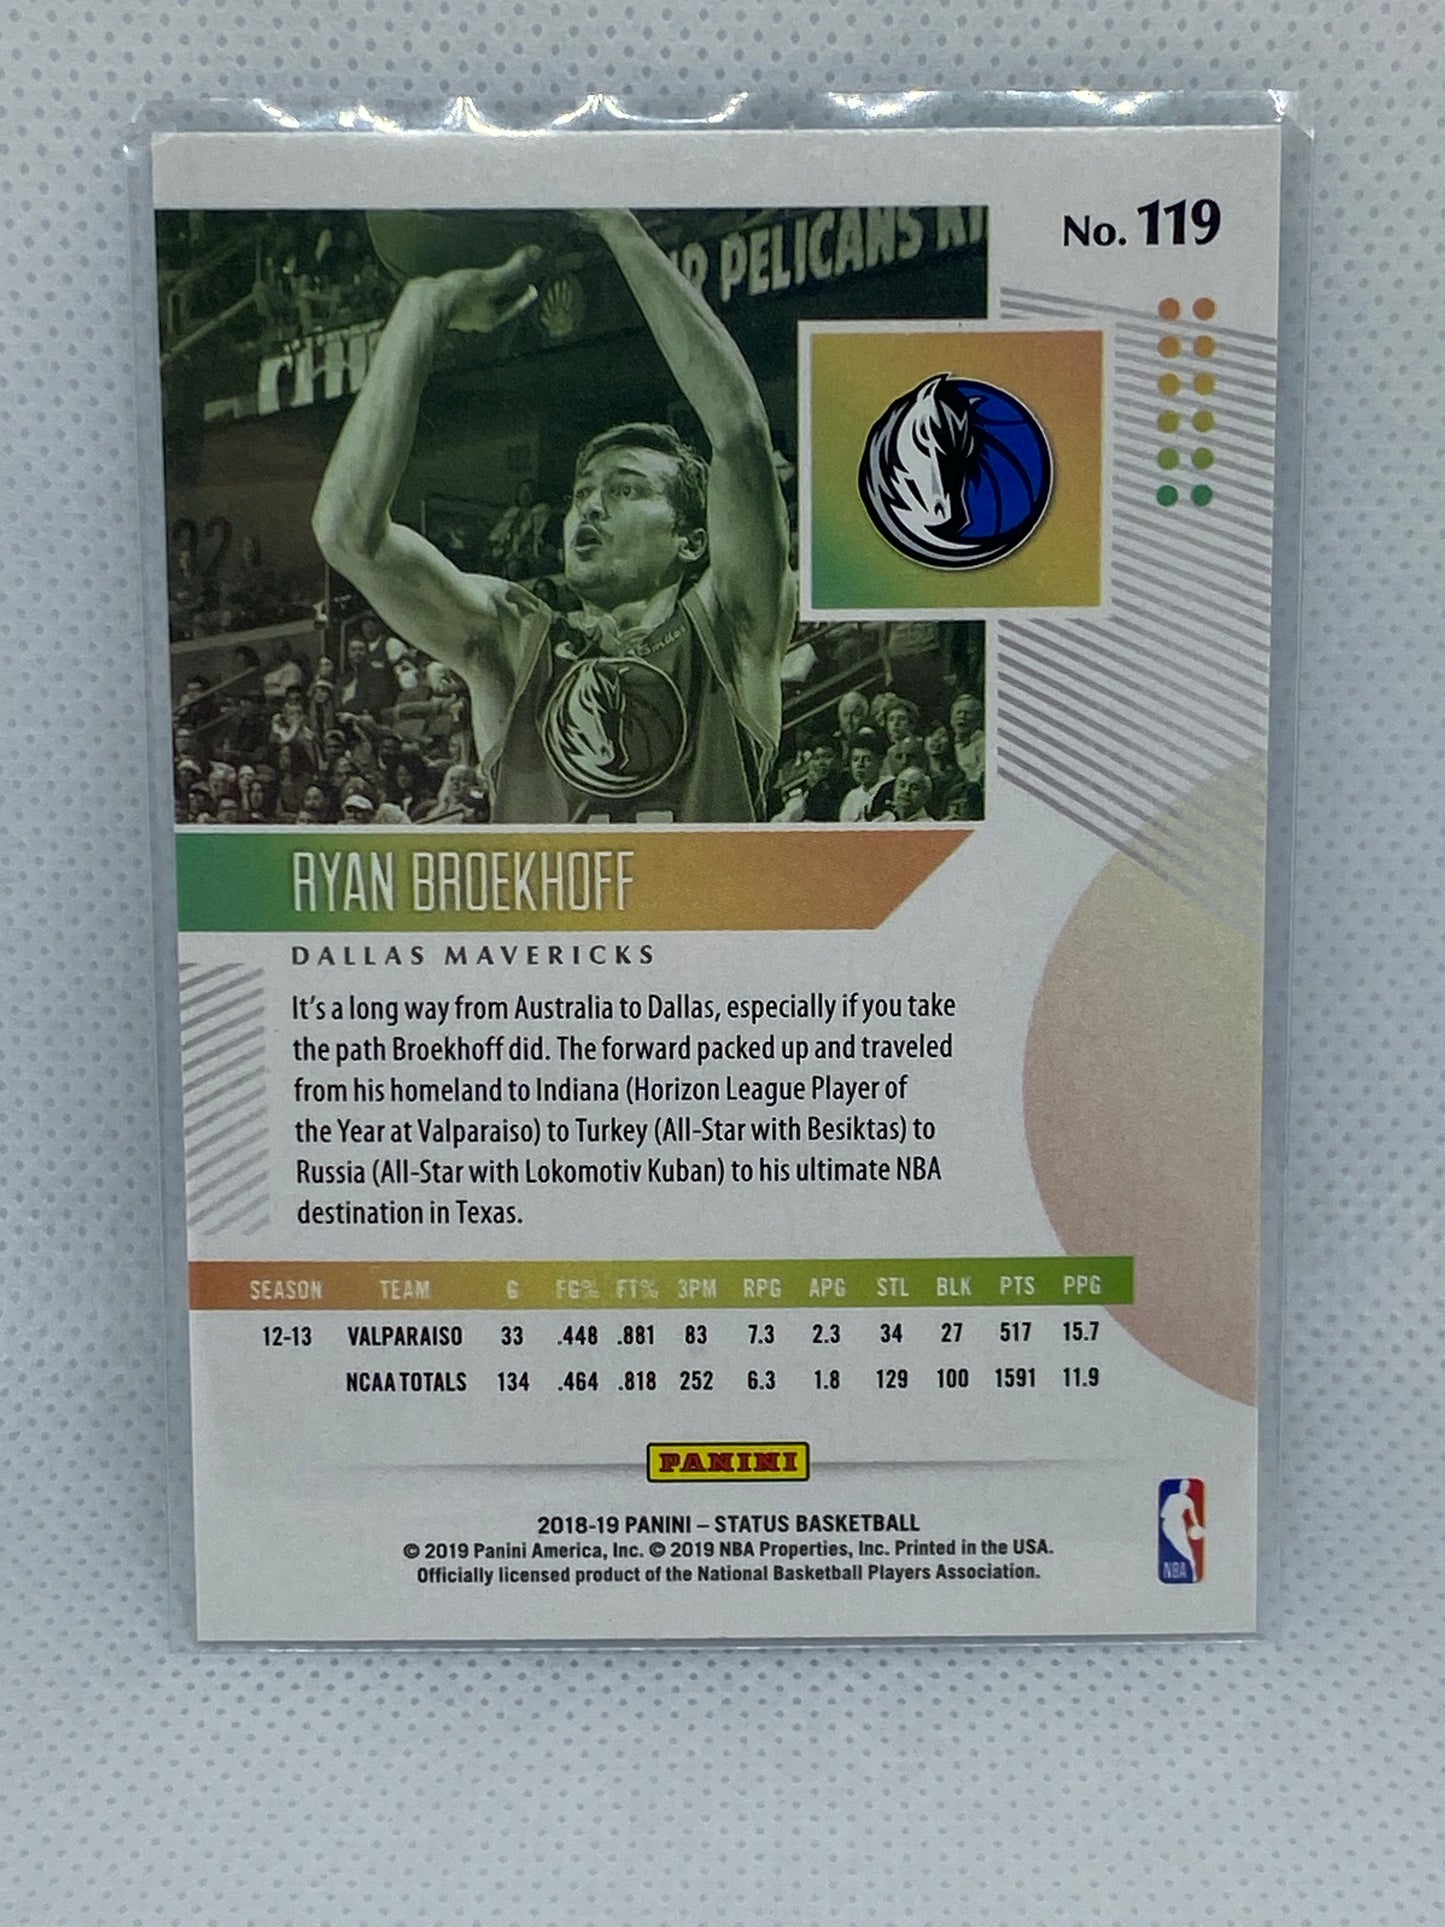 PELICANS
No. 119
RYAN BROEKHOFF
DALLAS MAVERICKS
It's a long way from Australia to Dallas, especially if you take
the path Broekhoff did. The forward packed up and traveled
from his homeland to Indiana (Horizon League Player of
the Year at Valparaiso) to Turkey (All-Star with Besiktas) to
Russia (All-Star with Lokomotiv Kuban) to his ultimate NBA
destination in Texas.
SEASON TEAM G FG% FT% 3PM RPG APG STL BLK PTS PPG
12-13 VALPARAISO 33 .448 .881 83 7.3 2.3 34 27 517 15.7
NCAA TOTALS 134 .464 .818 252 6.3 1.8 129 100 1591 11.9
PANINI
2018-19 PANINI – STATUS BASKETBALL
© 2019 Panini America, Inc. © 2019 NBA Properties, Inc. Printed in the USA.
Officially licensed product of the National Basketball Players Association.
NBA